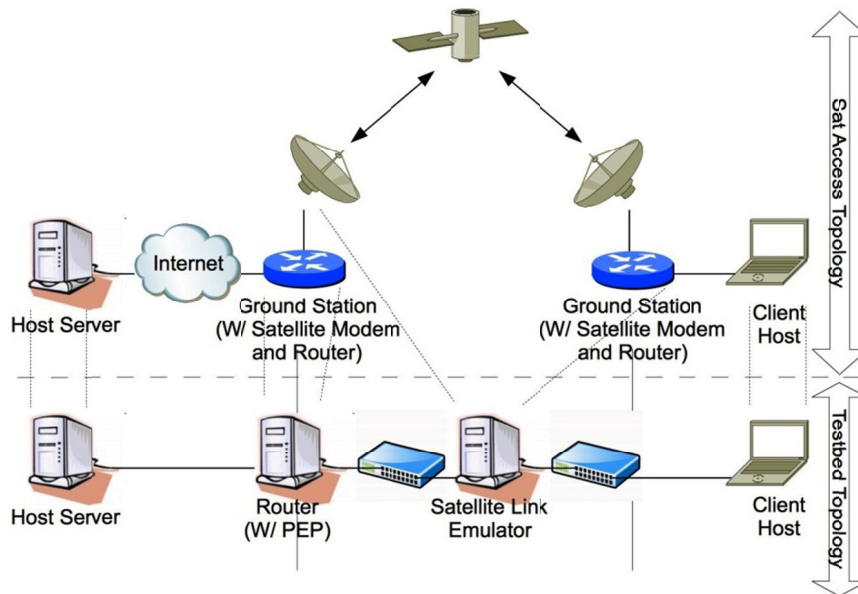 Sat Access Topology
Internet
Host Server
Ground Station
(W/ Satellite Modem
and Router)
Ground Station
(W/ Satellite Modem
and Router)
Client
Host
Testbed Topology
Host Server
Router
(W/ PEP)
Satellite Link
Emulator
Client
Host